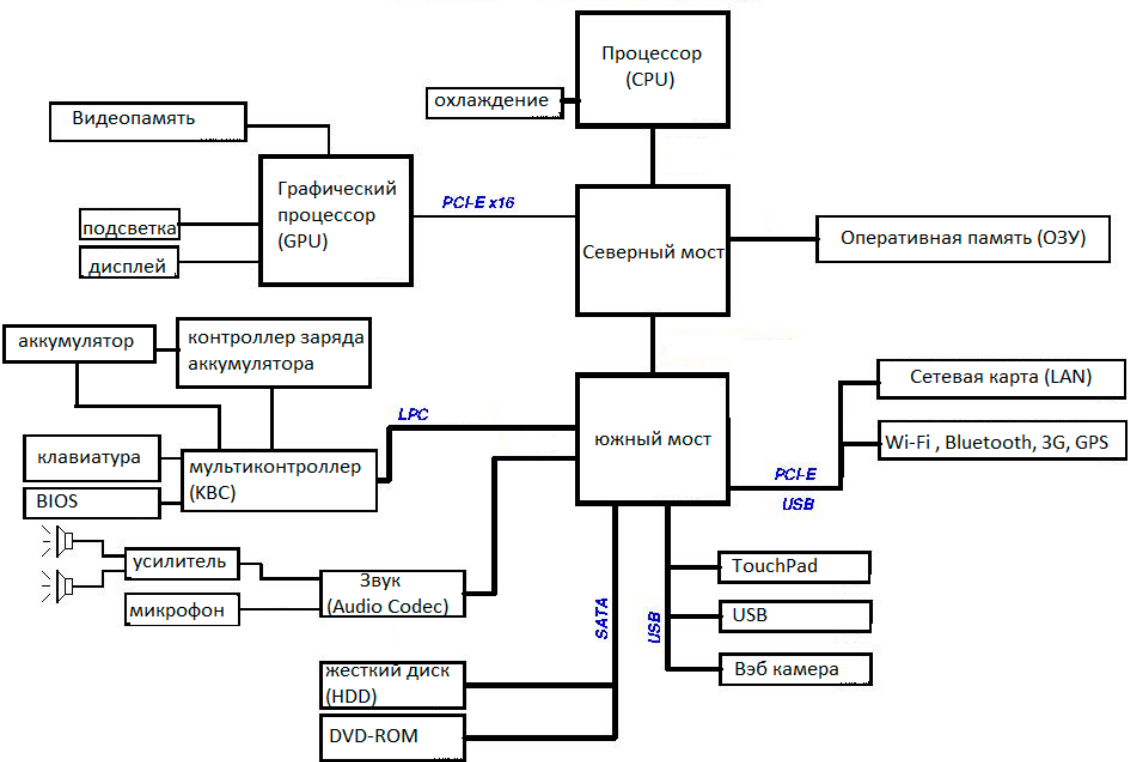 Процессор
(CPU)
охлаждение
Видеопамять
Графический
процессор
(GPU)
PCI-E x16
подсветка
дисплей
Северный мост
Оперативная память (ОЗУ)
аккумулятор
контроллер заряда
аккумулятора
Сетевая карта (LAN)
LPC
южный мост
Wi-Fi , Bluetooth, 3G, GPS
клавиатура
мультиконтроллер
(KBC)
PCI-E
USB
BIOS
усилитель
Звук
(Audio Codec)
микрофон
SATA
USB
TouchPad
USB
Вэб камера
жесткий диск
(HDD)
DVD-ROM